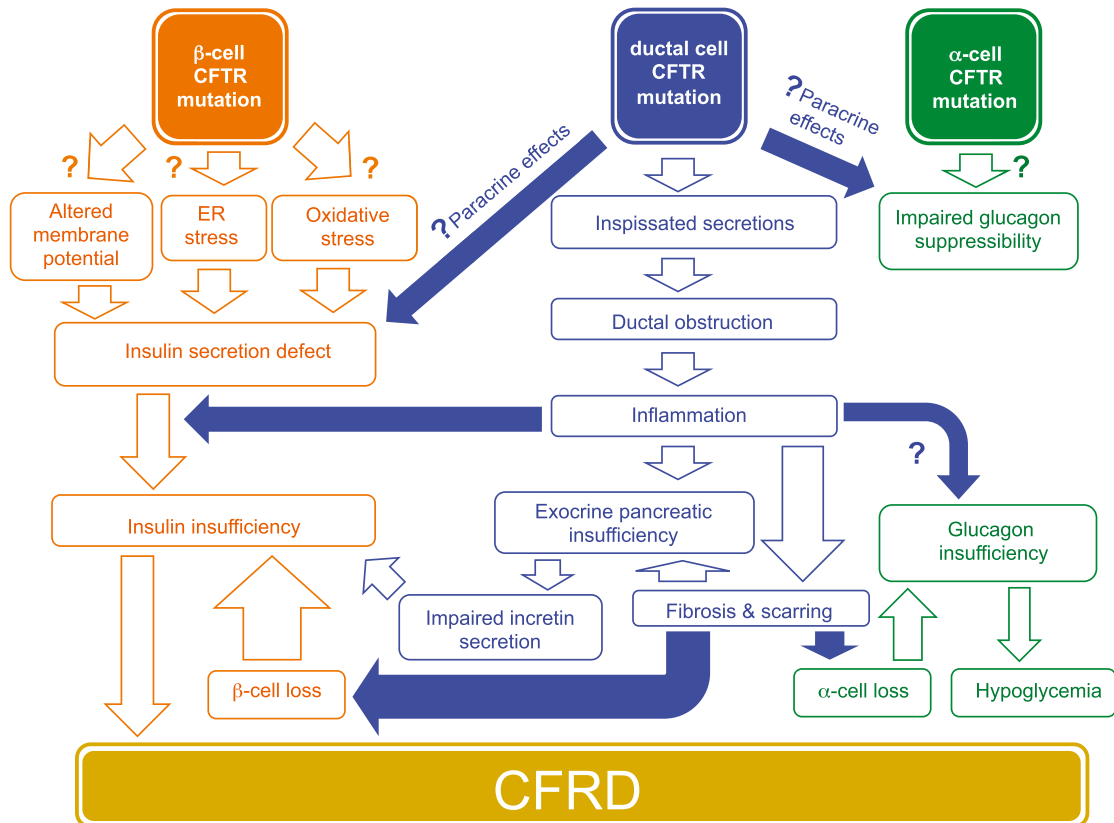 β-cell
CFTR
mutation
ductal cell
CFTR
mutation
α-cell
CFTR
mutation
?Paracrine
effects
?
?
?
?Paracrine effects
?
Altered
membrane
potential
ER
stress
Oxidative
stress
Inspissated secretions
Impaired glucagon
suppressibility
Insulin secretion defect
Ductal obstruction
Inflammation
?
Insulin insufficiency
Exocrine pancreatic
insufficiency
Glucagon
insufficiency
Impaired incretin
secretion
Fibrosis & scarring
β-cell loss
α-cell loss
Hypoglycemia
CFRD